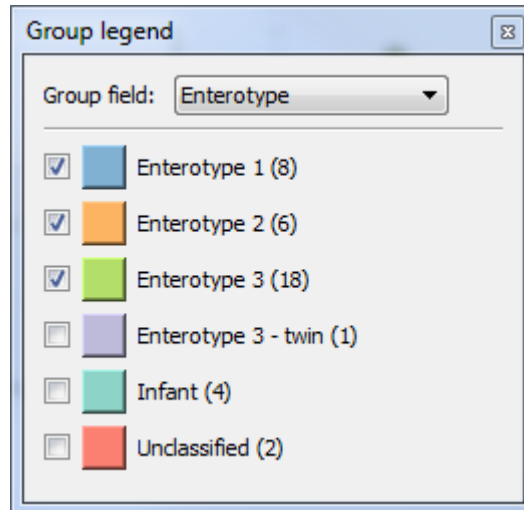 Group legend
Group field: Enterotype
Enterotype 1 (8)
Enterotype 2 (6)
Enterotype 3 (18)
Enterotype 3 - twin (1)
Infant (4)
Unclassified (2)